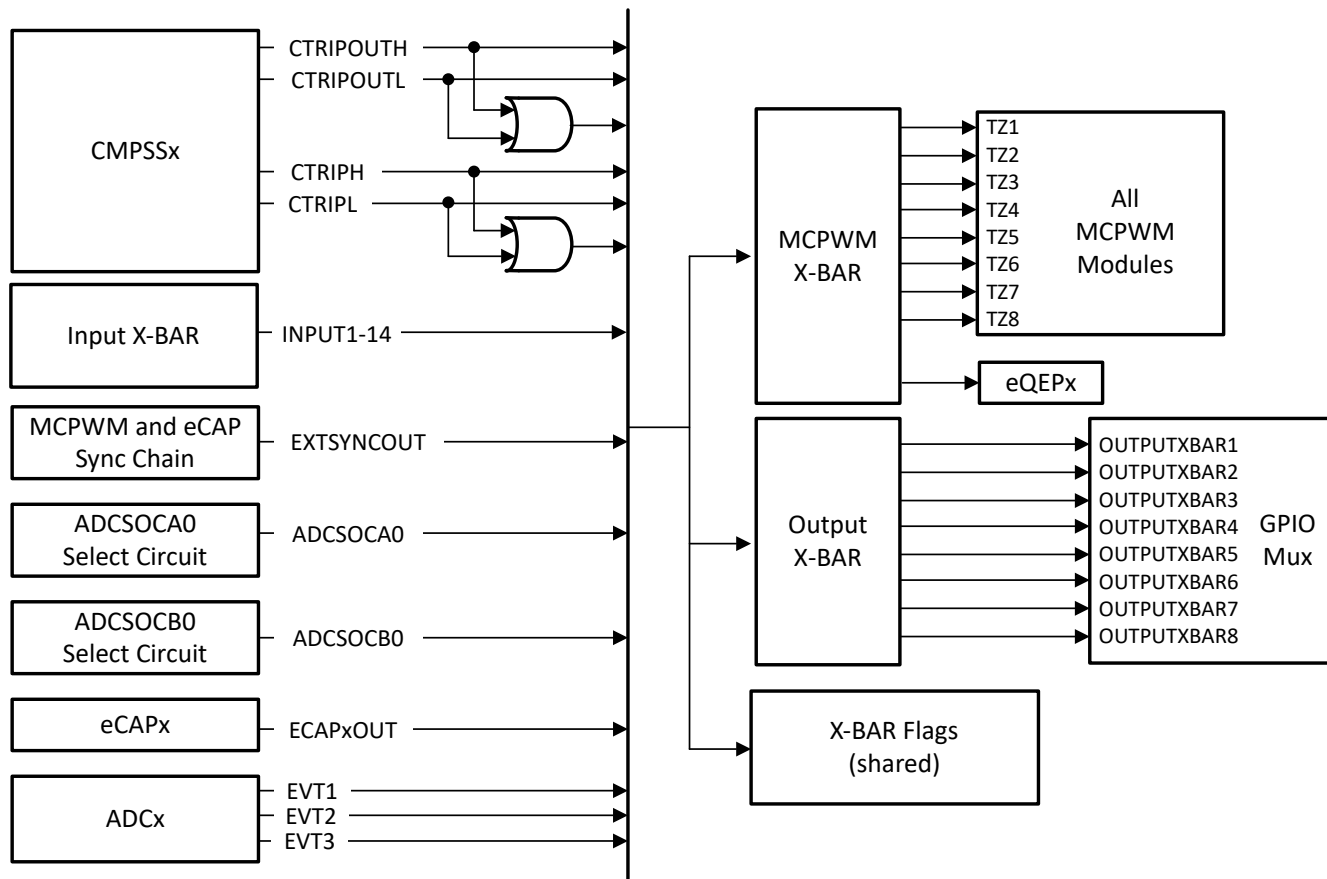 CMPSSx
CTRIPOUTH
CTRIPOUTL
CTRIPH
CTRIPL
Input X-BAR
INPUT1-14
MCPWM and eCAP
Sync Chain
EXTSYNCOUT
ADCSOCA0
Select Circuit
ADCSOCA0
ADCSOCB0
Select Circuit
ADCSOCB0
eCAPx
ECAPxOUT
ADCx
EVT1
EVT2
EVT3
MCPWM
X-BAR
TZ1
TZ2
TZ3
TZ4
TZ5
TZ6
TZ7
TZ8
All
MCPWM
Modules
eQEPx
Output
X-BAR
OUTPUTXBAR1
OUTPUTXBAR2
OUTPUTXBAR3
OUTPUTXBAR4
OUTPUTXBAR5
OUTPUTXBAR6
OUTPUTXBAR7
OUTPUTXBAR8
GPIO
Mux
X-BAR Flags
(shared)